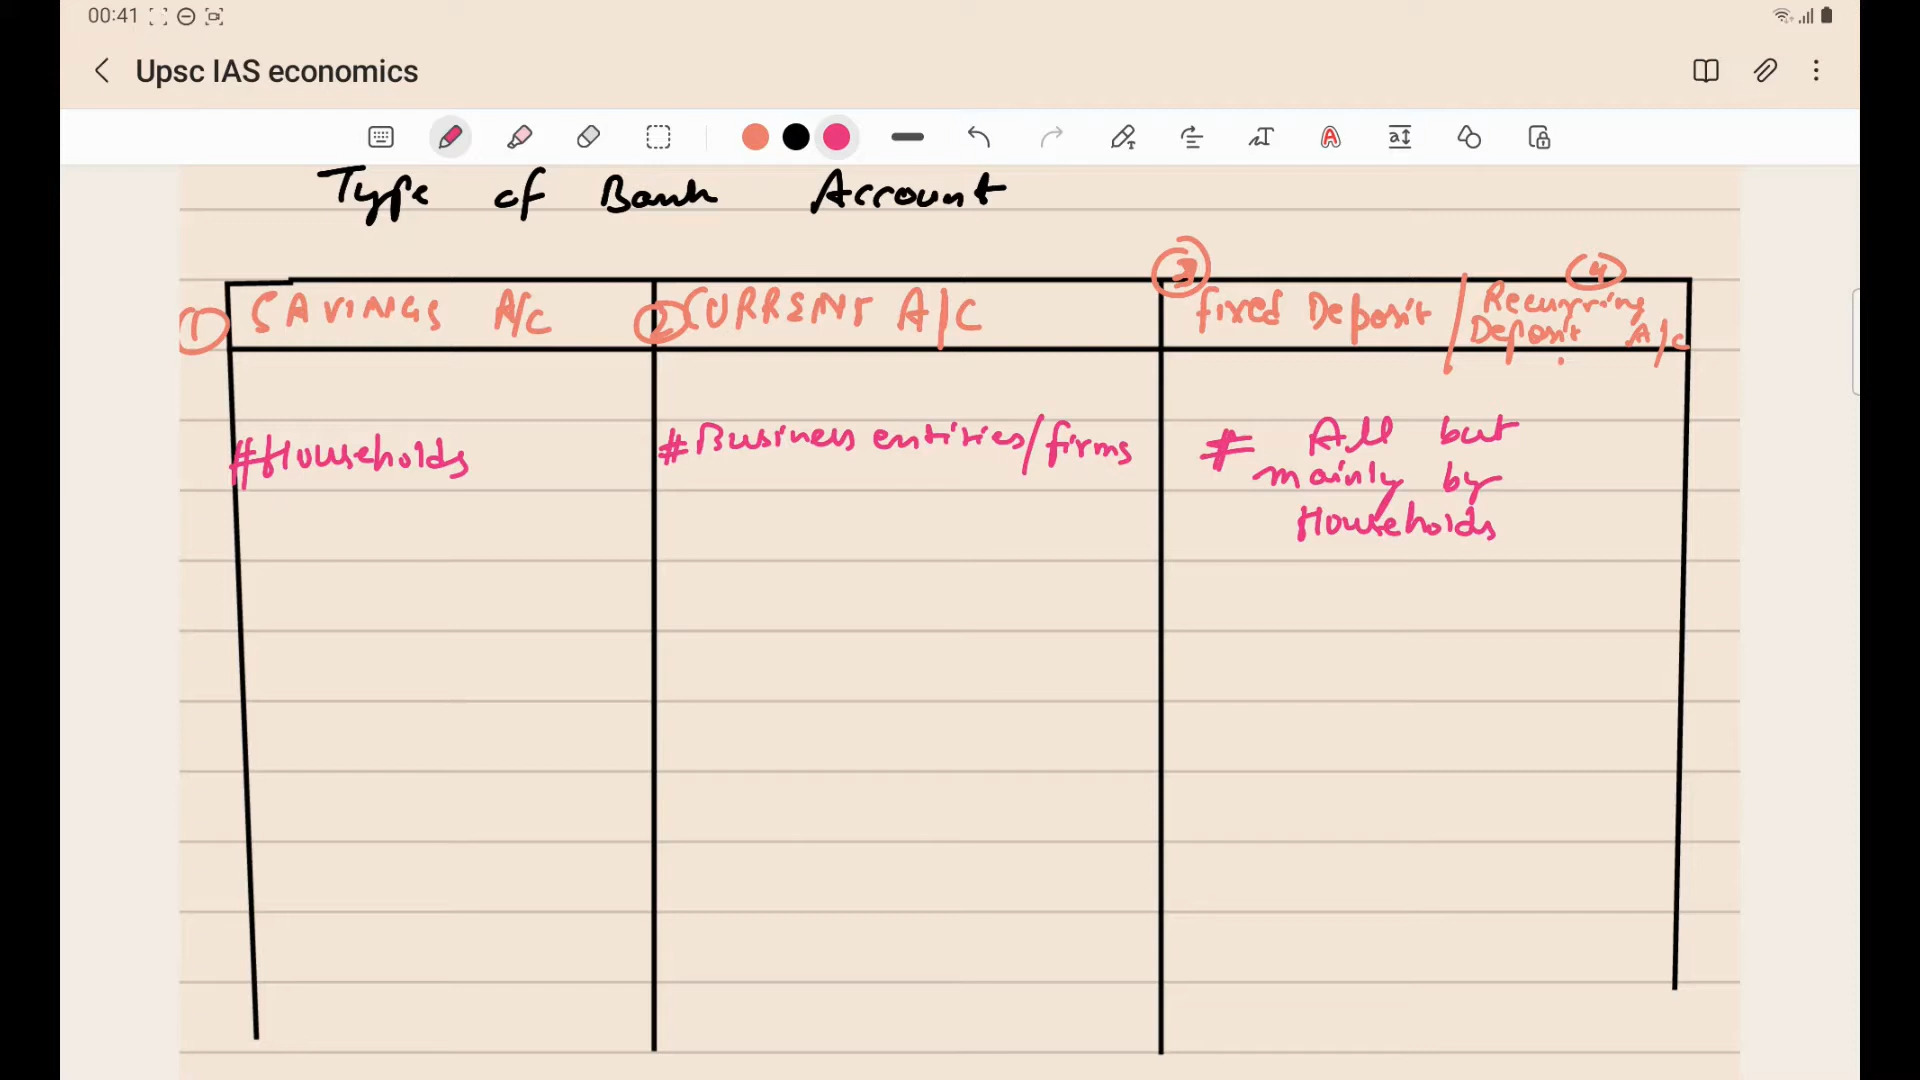 00:41
Upsc IAS economics
Type of Bank Account
① SAVINGS A/C
② CURRENT A/C
③ fixed Deposit /
④ Recurring
Deposit A/C
#Households
#Business entities/firms
# All but
mainly by
Households